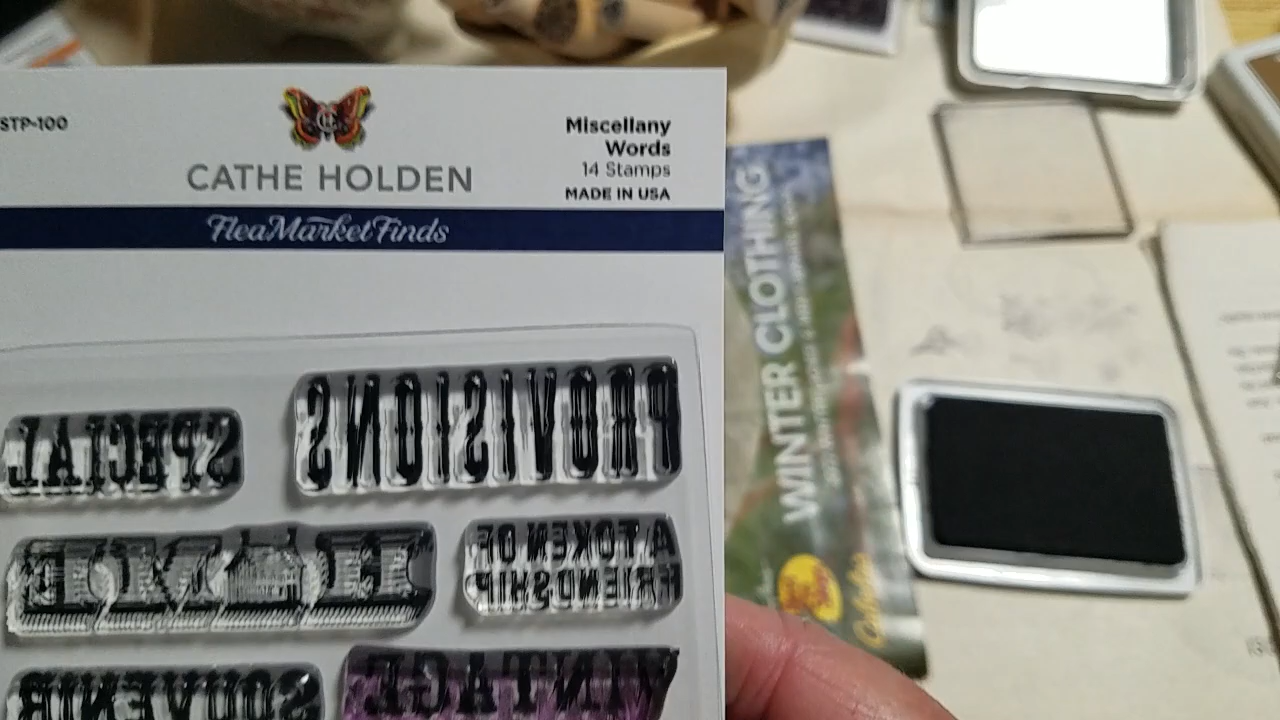 STP-100
CATHE HOLDEN
Miscellany
Words
14 Stamps
MADE IN USA
FleaMarketFinds
SPECIAL
PROVISIONS
A TOKEN OF
FRIENDSHIP
SOUVENIR
VINTAGE
WINTER CLOTHING
Cabela's